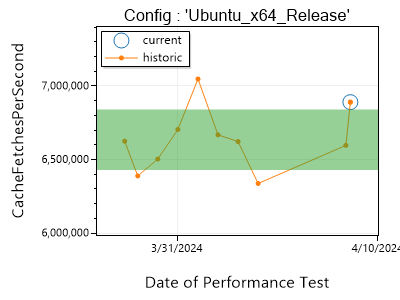 Config : 'Ubuntu_x64_Release'
current
historic
CacheFetchesPerSecond
7,000,000
6,500,000
6,000,000
3/31/2024
4/10/2024
Date of Performance Test